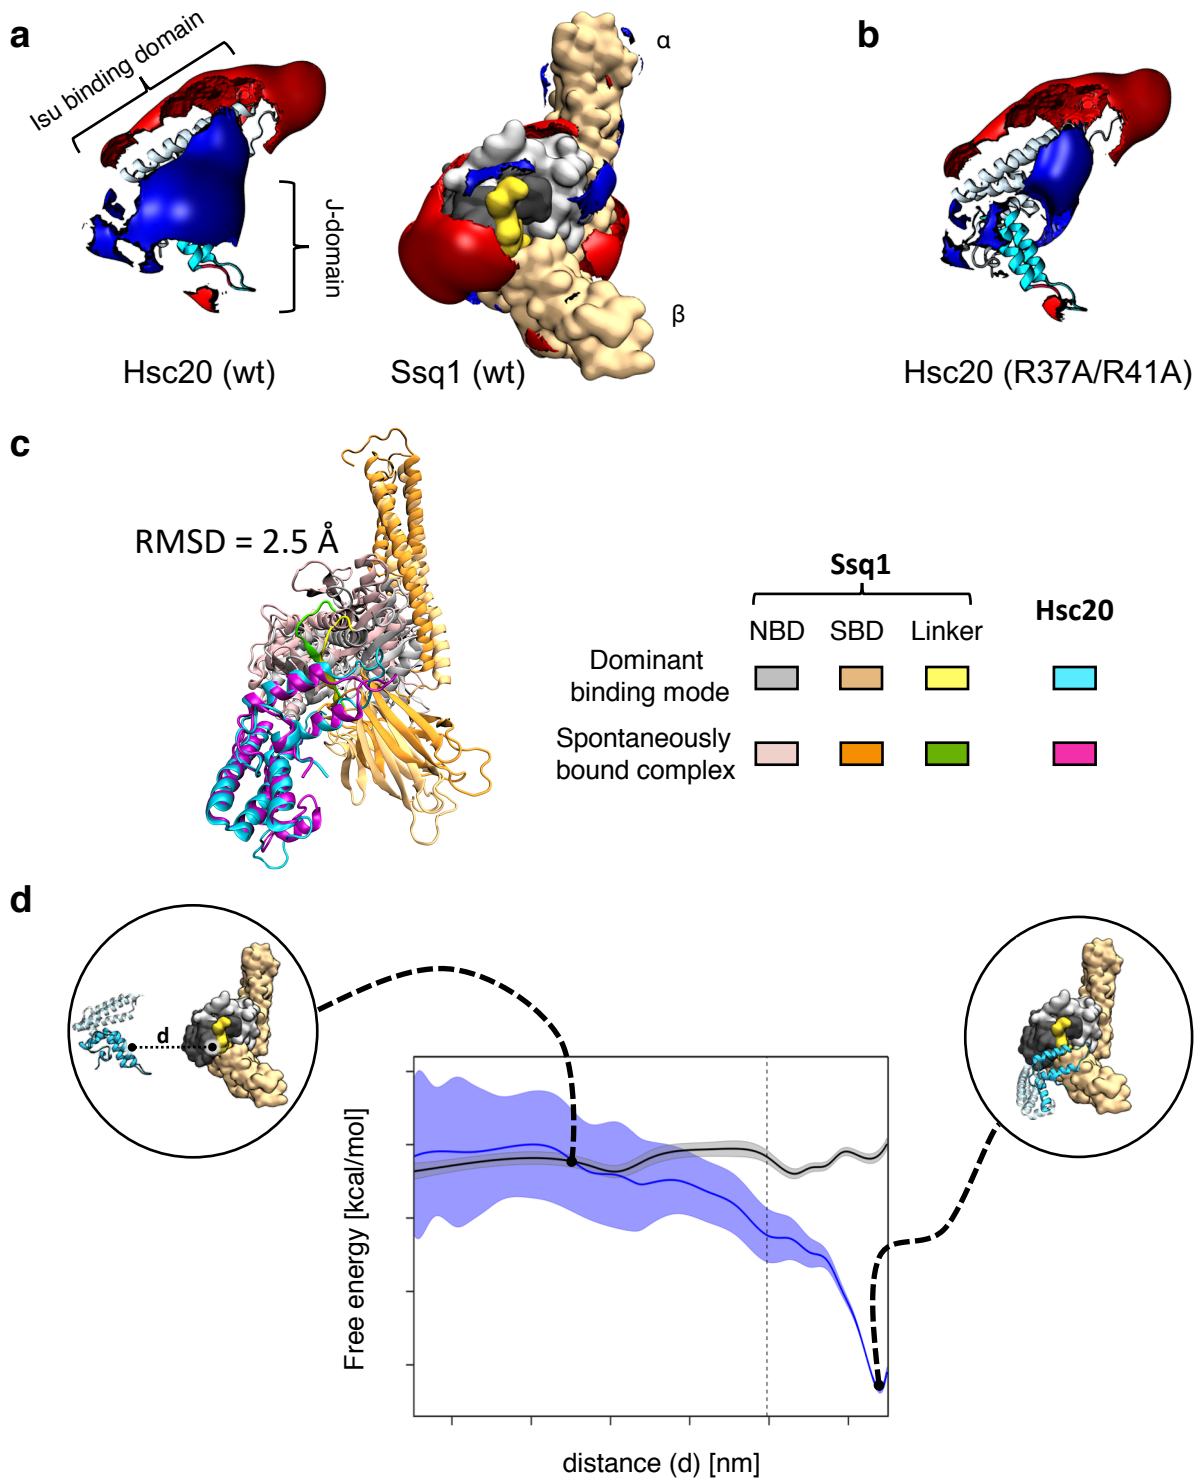 a
Isu binding domain
J-domain
Hsc20 (wt)
α
β
Ssq1 (wt)
b
Hsc20 (R37A/R41A)
c
RMSD = 2.5 Å
Ssq1
Hsc20
NBD SBD Linker
Dominant
binding mode
Spontaneously
bound complex
d
d
Free energy [kcal/mol]
distance (d) [nm]